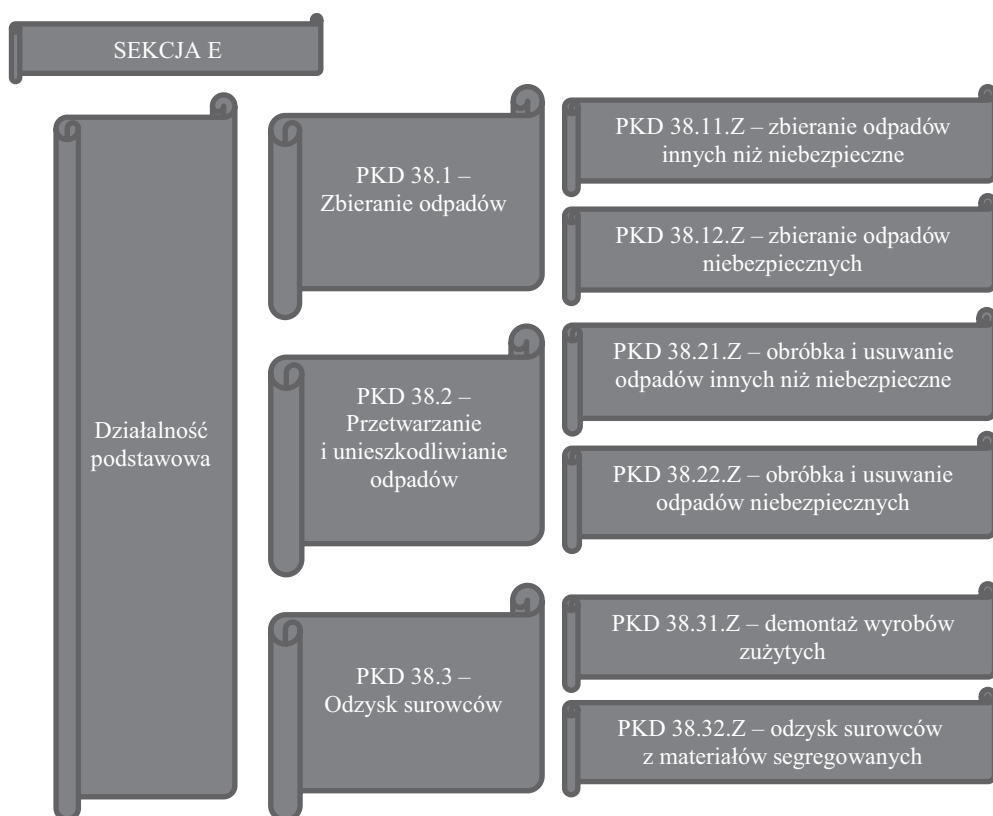 SEKCJA E
Działalność
podstawowa
PKD 38.1 –
Zbieranie odpadów
PKD 38.11.Z – zbieranie odpadów
innych niż niebezpieczne
PKD 38.12.Z – zbieranie odpadów
niebezpiecznych
PKD 38.2 –
Przetwarzanie
i unieszkodliwianie
odpadów
PKD 38.21.Z – obróbka i usuwanie
odpadów innych niż niebezpieczne
PKD 38.22.Z – obróbka i usuwanie
odpadów niebezpiecznych
PKD 38.3 –
Odzysk surowców
PKD 38.31.Z – demontaż wyrobów
zużytych
PKD 38.32.Z – odzysk surowców
z materiałów segregowanych